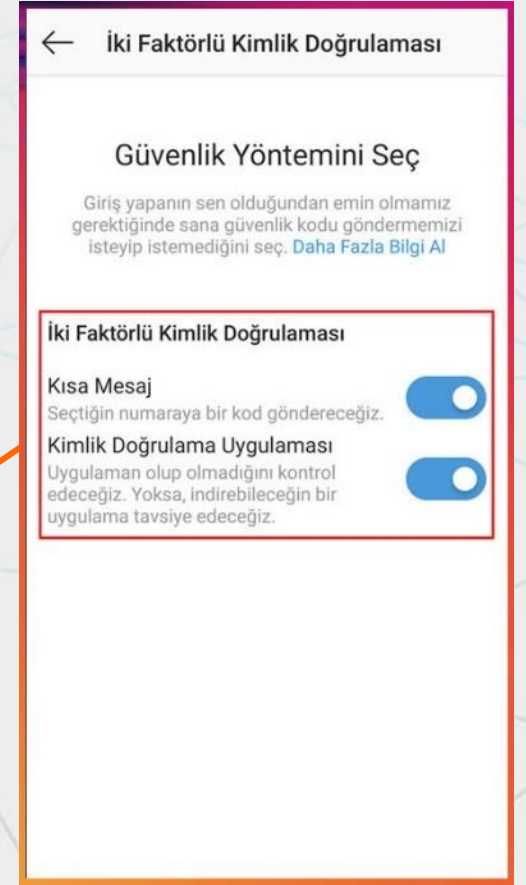 İki Faktörlü Kimlik Doğrulaması
Güvenlik Yöntemini Seç
Giriş yapanın sen olduğundan emin olmamız
gerektiğinde sana güvenlik kodu göndermemizi
isteyip istemediğini seç. Daha Fazla Bilgi Al
İki Faktörlü Kimlik Doğrulaması
Kısa Mesaj
Seçtiğin numaraya bir kod göndereceğiz.
Kimlik Doğrulama Uygulaması
Uygulaman olup olmadığını kontrol
edeceğiz. Yoksa, indirebileceğin bir
uygulama tavsiye edeceğiz.